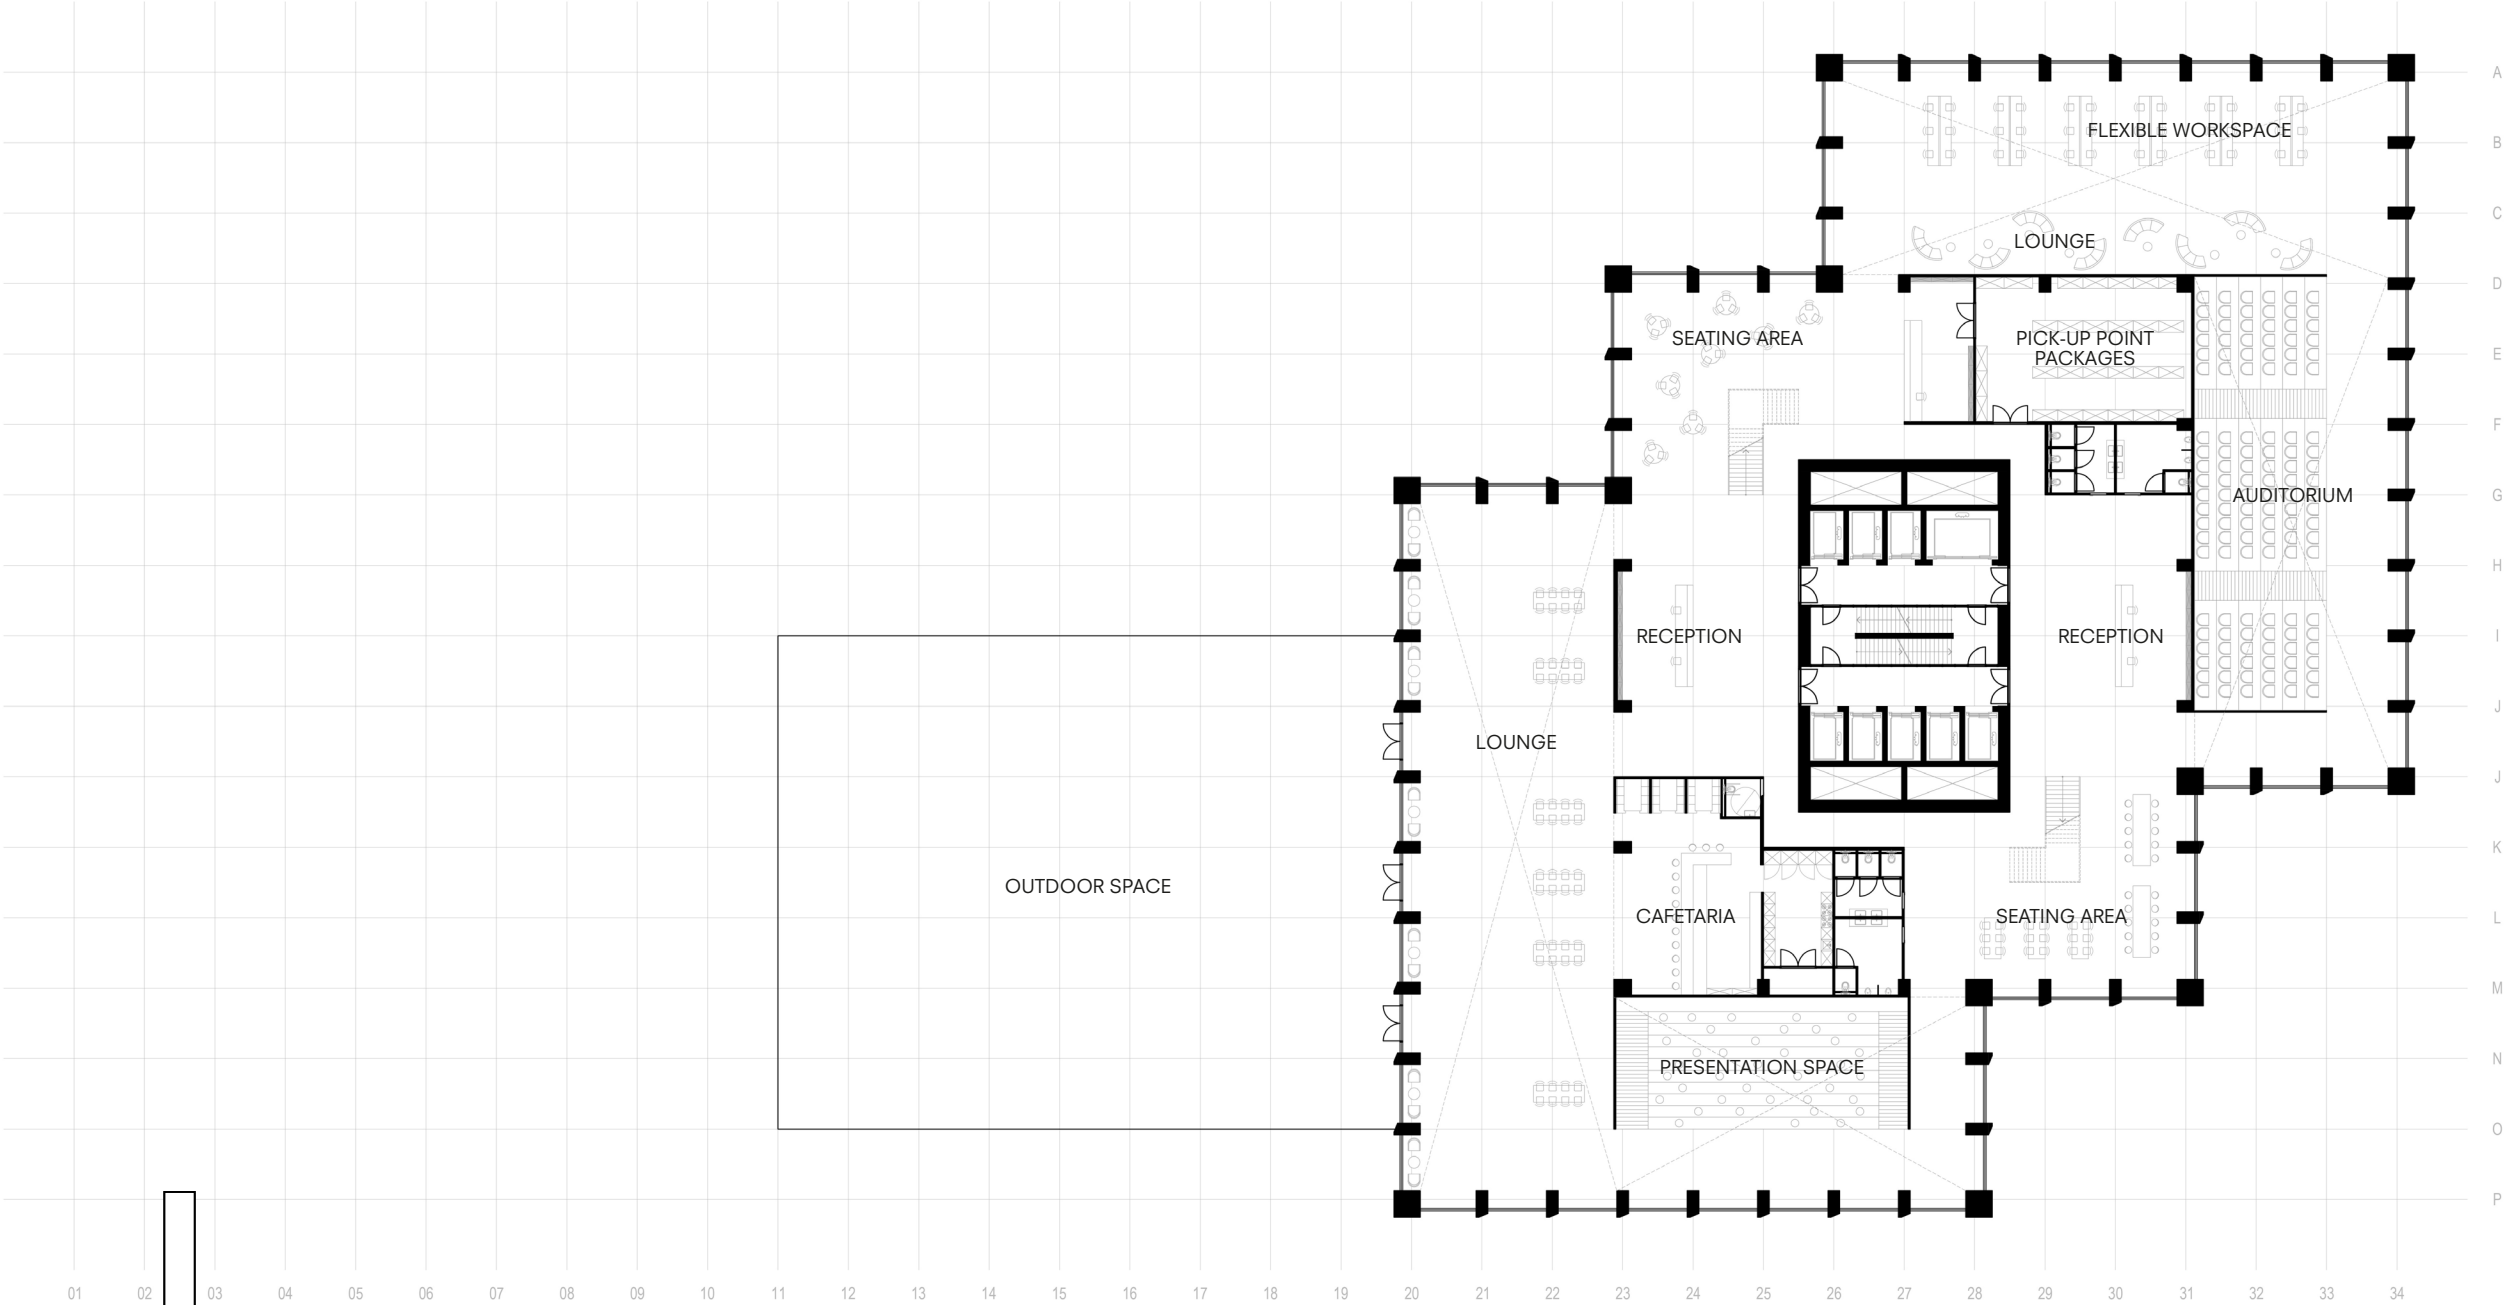 A
FLEXIBLE WORKSPACE
B
C
LOUNGE
D
SEATING AREA
PICK-UP POINT
PACKAGES
E
F
AUDITORIUM
G
H
RECEPTION
RECEPTION
I
J
LOUNGE
J
K
OUTDOOR SPACE
CAFETARIA
SEATING AREA
L
M
PRESENTATION SPACE
N
O
P
01 02 03 04 05 06 07 08 09 10 11 12 13 14 15 16 17 18 19 20 21 22 23 24 25 26 27 28 29 30 31 32 33 34